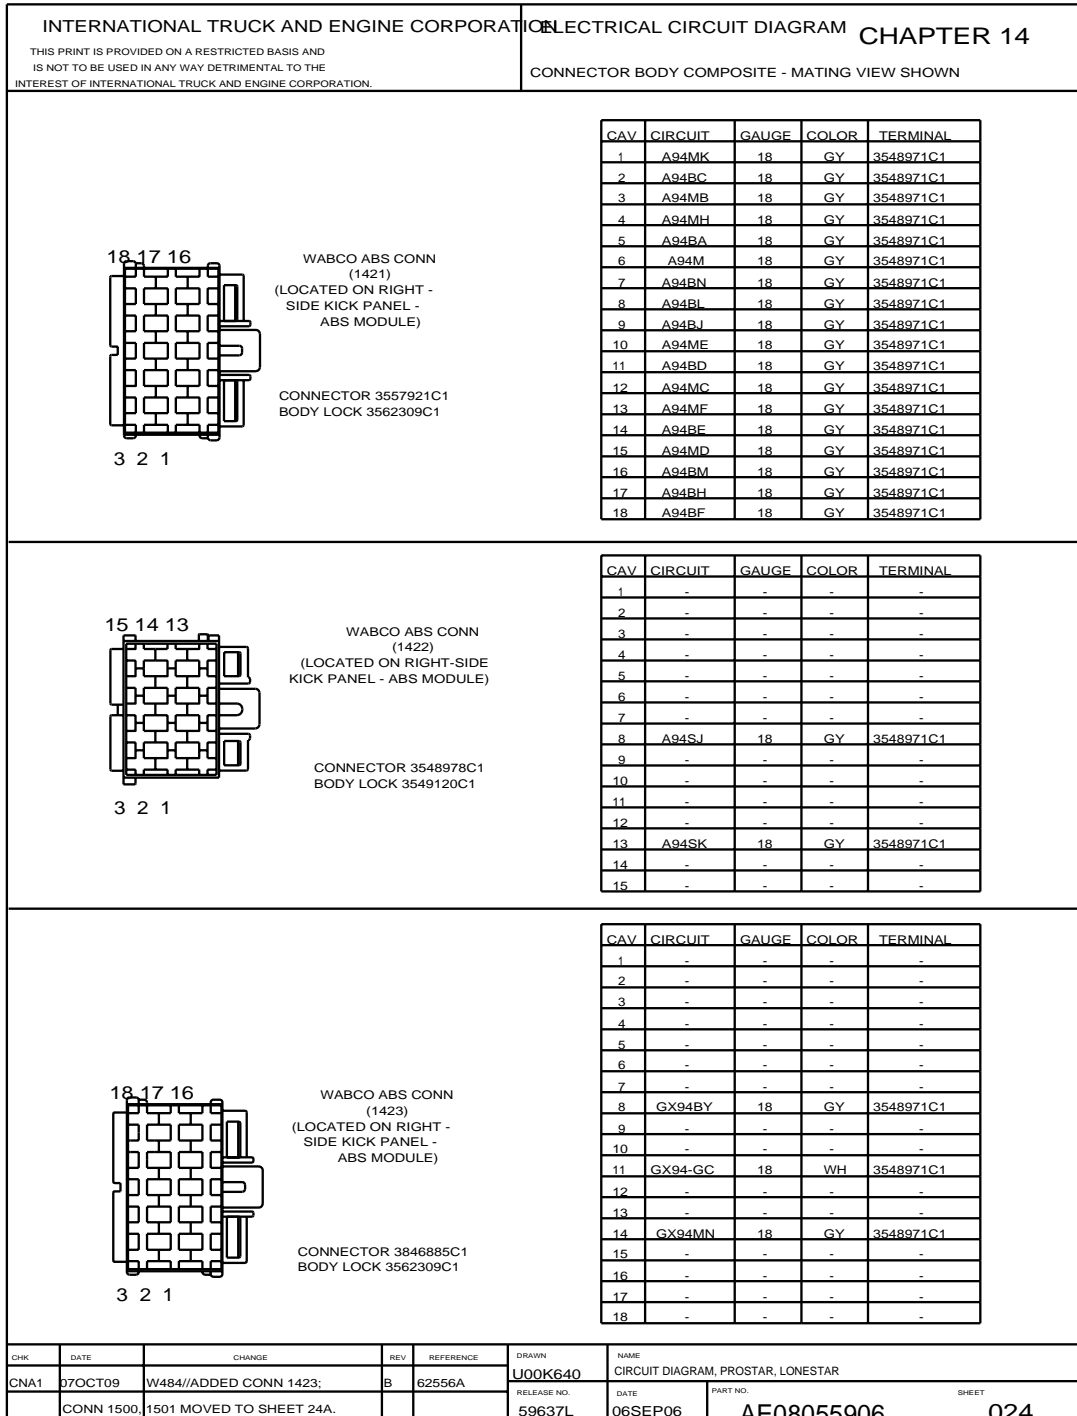 INTERNATIONAL TRUCK AND ENGINE CORPORATION
THIS PRINT IS PROVIDED ON A RESTRICTED BASIS AND
IS NOT TO BE USED IN ANY WAY DETRIMENTAL TO THE
INTEREST OF INTERNATIONAL TRUCK AND ENGINE CORPORATION.
ELECTRICAL CIRCUIT DIAGRAM CHAPTER 14
CONNECTOR BODY COMPOSITE - MATING VIEW SHOWN
18 17 16
3 2 1
WABCO ABS CONN
(1421)
(LOCATED ON RIGHT -
SIDE KICK PANEL -
ABS MODULE)
CONNECTOR 3557921C1
BODY LOCK 3562309C1
CAV CIRCUIT GAUGE COLOR TERMINAL
1 A94MK 18 GY 3548971C1
2 A94BC 18 GY 3548971C1
3 A94MB 18 GY 3548971C1
4 A94MH 18 GY 3548971C1
5 A94BA 18 GY 3548971C1
6 A94M 18 GY 3548971C1
7 A94BN 18 GY 3548971C1
8 A94BL 18 GY 3548971C1
9 A94BJ 18 GY 3548971C1
10 A94ME 18 GY 3548971C1
11 A94BD 18 GY 3548971C1
12 A94MC 18 GY 3548971C1
13 A94MF 18 GY 3548971C1
14 A94BE 18 GY 3548971C1
15 A94MD 18 GY 3548971C1
16 A94BM 18 GY 3548971C1
17 A94BH 18 GY 3548971C1
18 A94BF 18 GY 3548971C1
15 14 13
3 2 1
WABCO ABS CONN
(1422)
(LOCATED ON RIGHT-SIDE
KICK PANEL - ABS MODULE)
CONNECTOR 3548978C1
BODY LOCK 3549120C1
CAV CIRCUIT GAUGE COLOR TERMINAL
1 - - - -
2 - - - -
3 - - - -
4 - - - -
5 - - - -
6 - - - -
7 - - - -
8 A94SJ 18 GY 3548971C1
9 - - - -
10 - - - -
11 - - - -
12 - - - -
13 A94SK 18 GY 3548971C1
14 - - - -
15 - - - -
18 17 16
3 2 1
WABCO ABS CONN
(1423)
(LOCATED ON RIGHT -
SIDE KICK PANEL -
ABS MODULE)
CONNECTOR 3846885C1
BODY LOCK 3562309C1
CAV CIRCUIT GAUGE COLOR TERMINAL
1 - - - -
2 - - - -
3 - - - -
4 - - - -
5 - - - -
6 - - - -
7 - - - -
8 GX94BY 18 GY 3548971C1
9 - - - -
10 - - - -
11 GX94-GC 18 WH 3548971C1
12 - - - -
13 - - - -
14 GX94MN 18 GY 3548971C1
15 - - - -
16 - - - -
17 - - - -
18 - - - -
CHK DATE CHANGE REV REFERENCE
CNA1 07OCT09 W484//ADDED CONN 1423; B 62556A
CONN 1500, 1501 MOVED TO SHEET 24A.
DRAWN
U00K640
NAME
CIRCUIT DIAGRAM, PROSTAR, LONESTAR
RELEASE NO.
59637L
DATE
06SEP06
PART NO.
AE08055906
SHEET
024